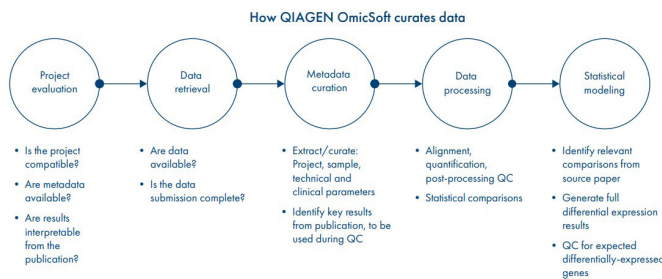 How QIAGEN OmicSoft curates data
Project
evaluation
Data
retrieval
Metadata
curation
Data
processing
Statistical
modeling
• Is the project
compatible?
• Are metadata
available?
• Are results
interpretable
from the
publication?
• Are data
available?
• Is the data
submission complete?
• Extract/curate:
Project, sample,
technical and
clinical parameters
• Identify key results
from publication, to be
used during QC
• Alignment,
quantification,
post-processing QC
• Statistical comparisons
• Identify relevant
comparisons from
source paper
• Generate full
differential expression
results
• QC for expected
differentially-expressed
genes